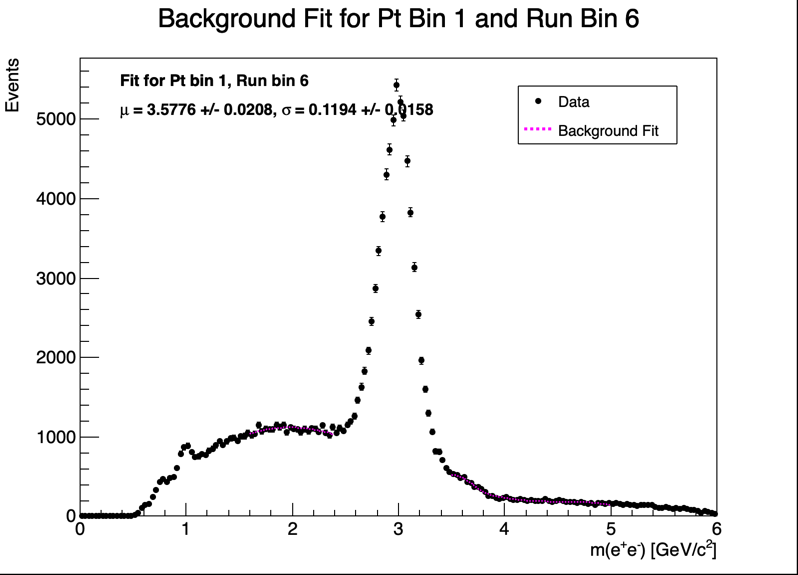 Background Fit for Pt Bin 1 and Run Bin 6
Events
Fit for Pt bin 1, Run bin 6
μ = 3.5776 +/- 0.0208, σ = 0.1194 +/- 0.0158
Data
Background Fit
5000
4000
3000
2000
1000
0
0 1 2 3 4 5 6
m(e⁺e⁻) [GeV/c²]